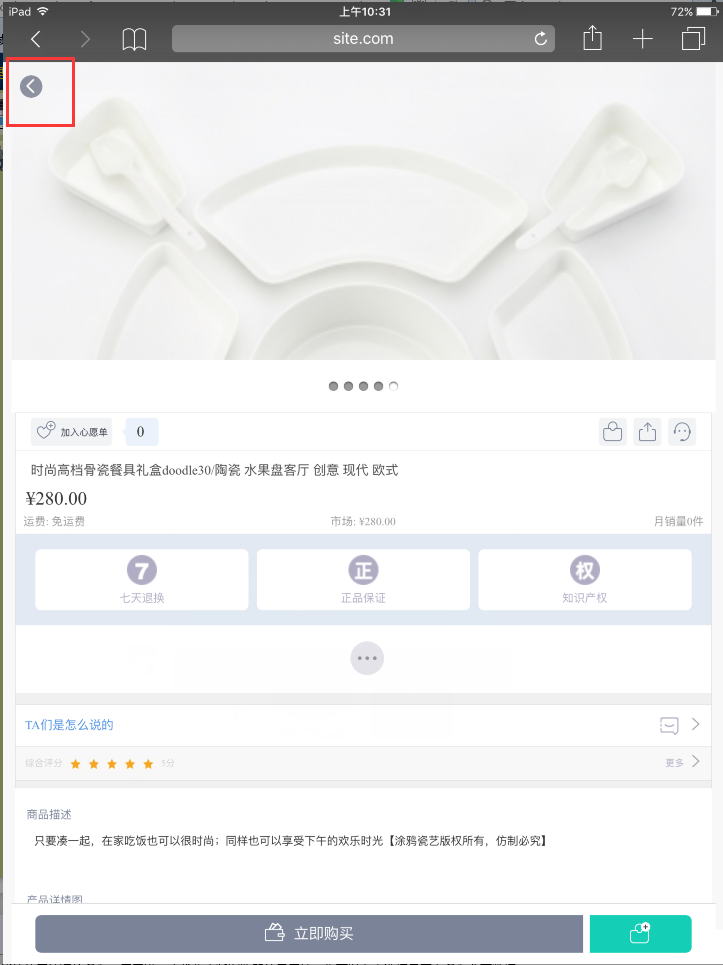 iPad 上午10:31 72%
site.com
加入心愿单 0
时尚高档骨瓷餐具礼盒doodle30/陶瓷 水果盘客厅 创意 现代 欧式
¥280.00
运费: 免运费 市场: ¥280.00 月销量0件
7 正 权
七天退换 正品保证 知识产权
TA们是怎么说的
综合评分 5分 更多
商品描述
只要凑一起，在家吃饭也可以很时尚；同样也可以享受下午的欢乐时光【涂鸦瓷艺版权所有，仿制必究】
产品详情图
立即购买